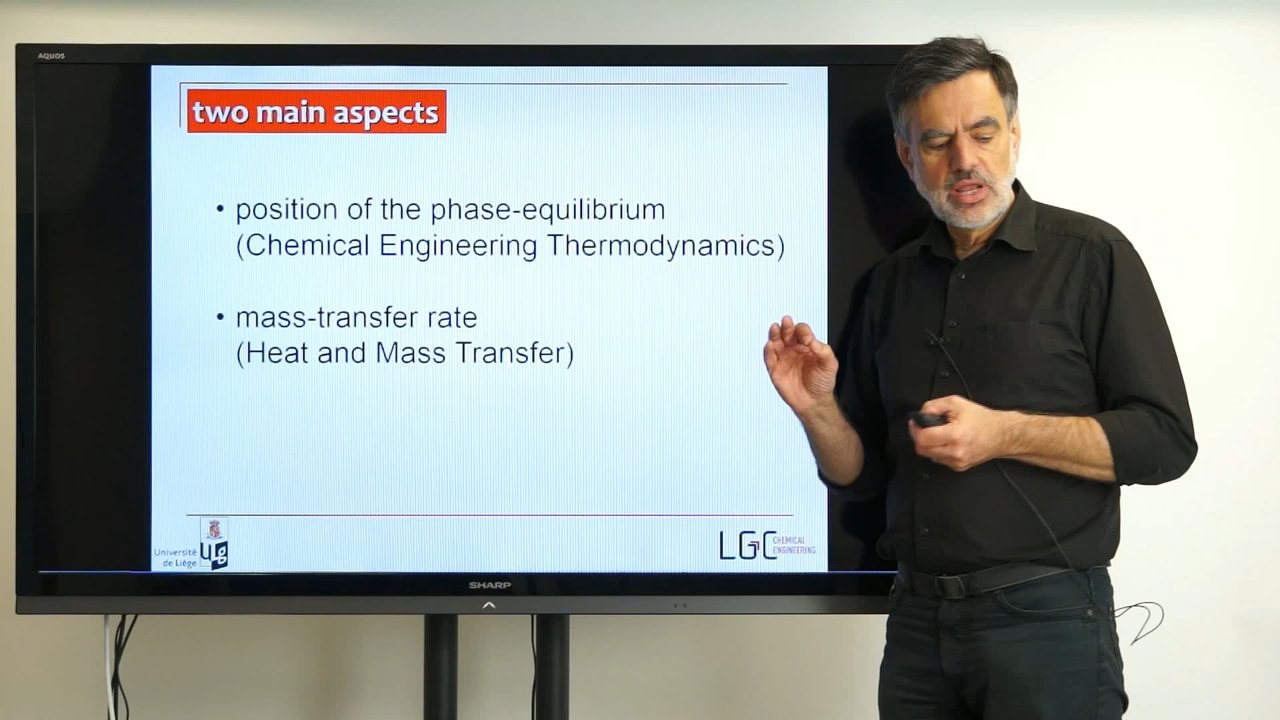 AQUOS
two main aspects
• position of the phase-equilibrium
(Chemical Engineering Thermodynamics)
• mass-transfer rate
(Heat and Mass Transfer)
Université
de Liège
ULg
LGC
CHEMICAL
ENGINEERING
SHARP